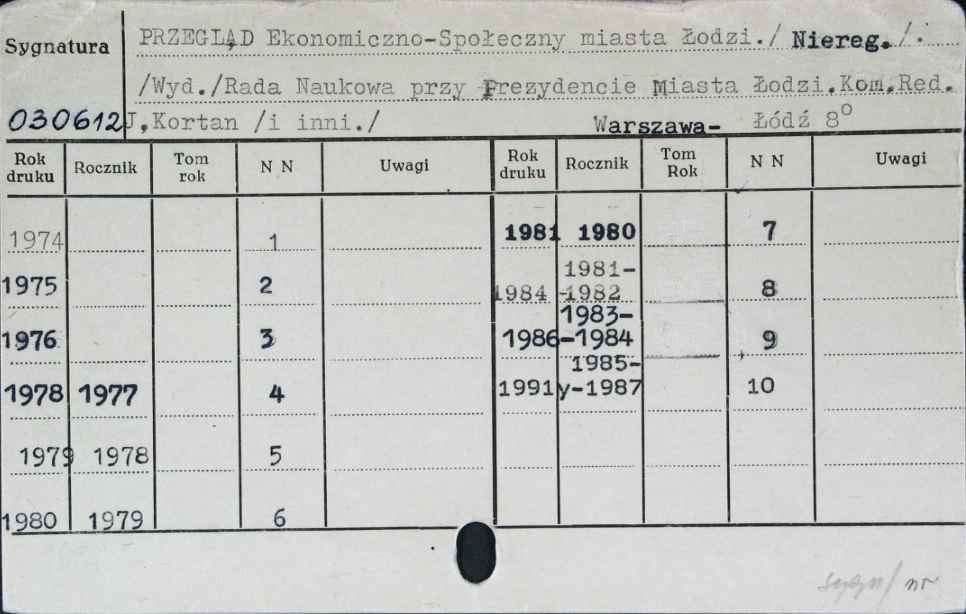 Sygnatura PRZEGLĄD Ekonomiczno-Społeczny miasta Łodzi./ Niereg./.
/Wyd./Rada Naukowa przy Prezydencie Miasta Łodzi.Kom.Red.
030612 J,Kortan /i inni./ Warszawa- Łódź 8°
Rok druku Rocznik Tom rok N N Uwagi Rok druku Rocznik Tom Rok N N Uwagi
1974 1 1981 1980 7
1975 2 1984 1981-1982 8
1976 3 1986 1983-1984 9
1978 1977 4 1991 1985-1987 10
1979 1978 5
1980 1979 6
nr